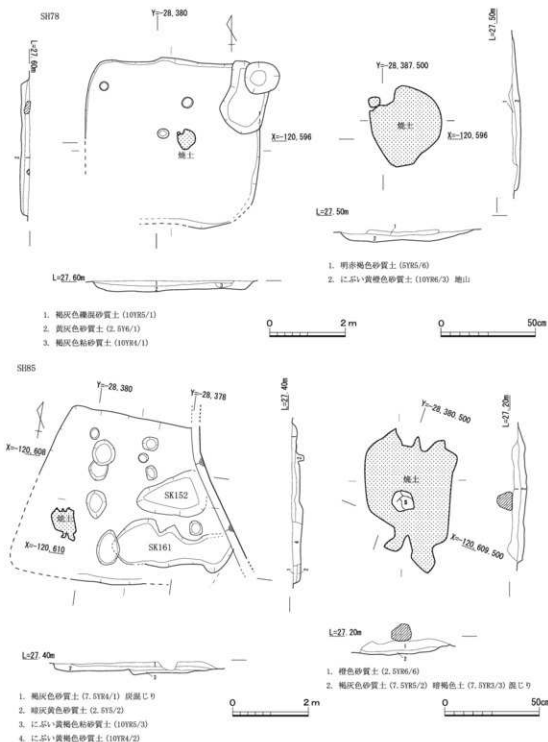 SH78
Y=-28,380
L=27.60m
焼土
X=-120,596
L=27.60m
1. 褐灰色礫混砂質土 (10YR5/1)
2. 黄灰色砂質土 (2.5Y6/1)
3. 褐灰色粘砂質土 (10YR4/1)
0 2 m
L=27.50m
Y=-28,387.500
焼土
X=-120,596
L=27.50m
1
2
1. 明赤褐色砂質土 (5YR5/6)
2. にぶい黄橙色砂質土 (10YR6/3) 地山
0 50cm
SH85
Y=-28,380
Y=-28,378
L=27.40m
X=-120,608
焼土
SK152
SK161
X=-120,610
L=27.40m
1. 褐灰色砂質土 (7.5YR4/1) 炭混じり
2. 暗灰黄色砂質土 (2.5Y5/2)
3. にぶい黄褐色粘砂質土 (10YR5/3)
4. にぶい黄褐色砂質土 (10YR4/2)
0 2 m
Y=-28,380.500
L=27.20m
焼土
X=-120,609.500
L=27.20m
1
2
1. 橙色砂質土 (2.5YR6/6)
2. 褐灰色砂質土 (7.5YR5/2) 暗褐色土 (7.5YR3/3) 混じり
0 50cm